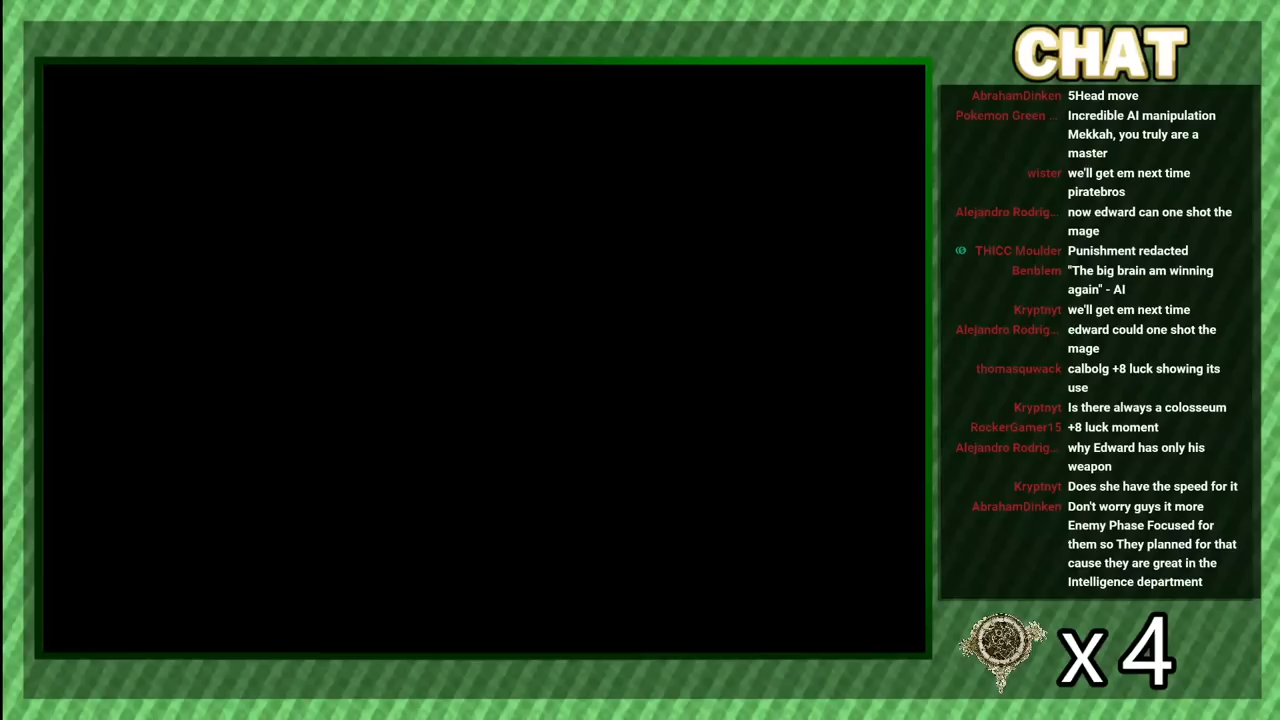 CHAT
AbrahamDinken 5Head move
Pokemon Green ... Incredible AI manipulation
Mekkah, you truly are a
master
wister we'll get em next time
piratebros
Alejandro Rodrig... now edward can one shot the
mage
THICC Moulder Punishment redacted
Benblem "The big brain am winning
again" - AI
Kryptnyt we'll get em next time
Alejandro Rodrig... edward could one shot the
mage
thomasquwack calbolg +8 luck showing its
use
Kryptnyt Is there always a colosseum
RockerGamer15 +8 luck moment
Alejandro Rodrig... why Edward has only his
weapon
Kryptnyt Does she have the speed for it
AbrahamDinken Don't worry guys it more
Enemy Phase Focused for
them so They planned for that
cause they are great in the
Intelligence department
x4